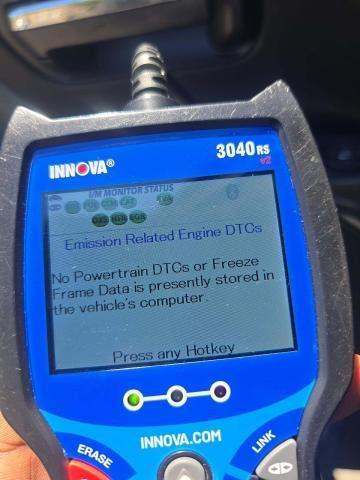 INNOVA®
3040RS
v2
I/M MONITOR STATUS
Emission Related Engine DTCs
No Powertrain DTCs or Freeze
Frame Data is presently stored in
the vehicle's computer.
Press any Hotkey
INNOVA.COM
ERASE
LINK